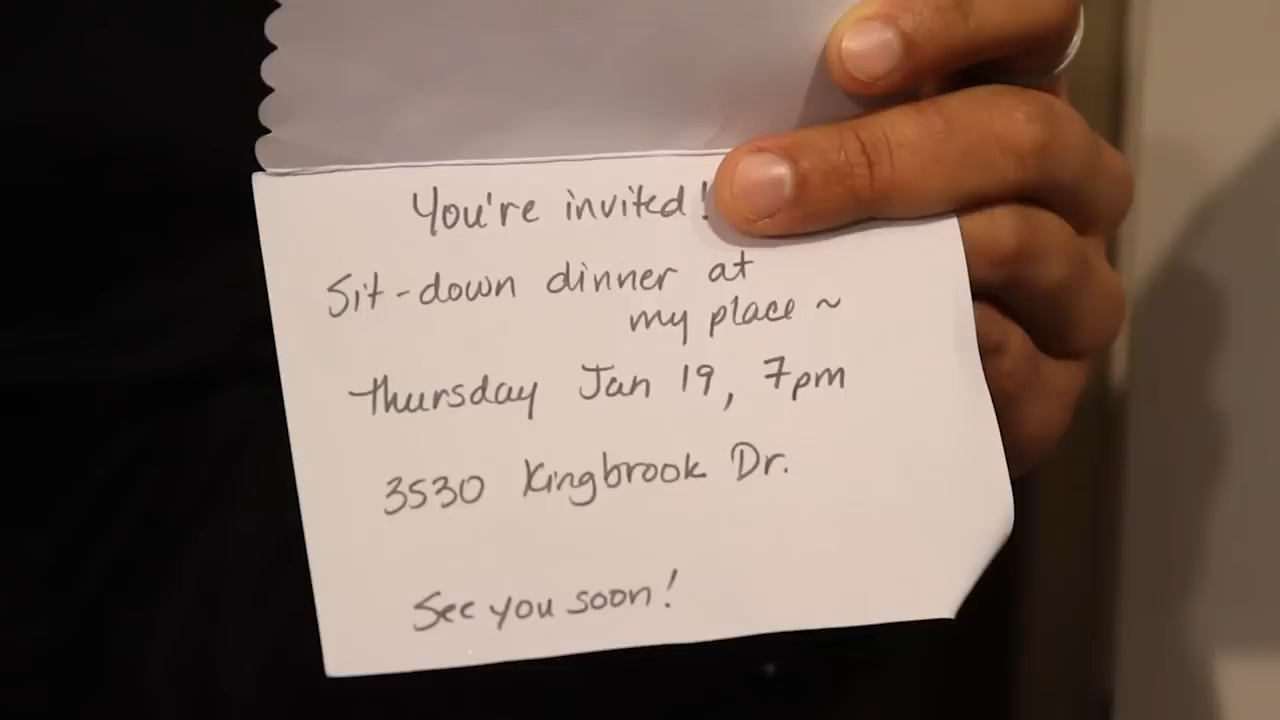 You're invited!
Sit-down dinner at
my place ~
Thursday Jan 19, 7pm
3530 Kingbrook Dr.
See you soon!